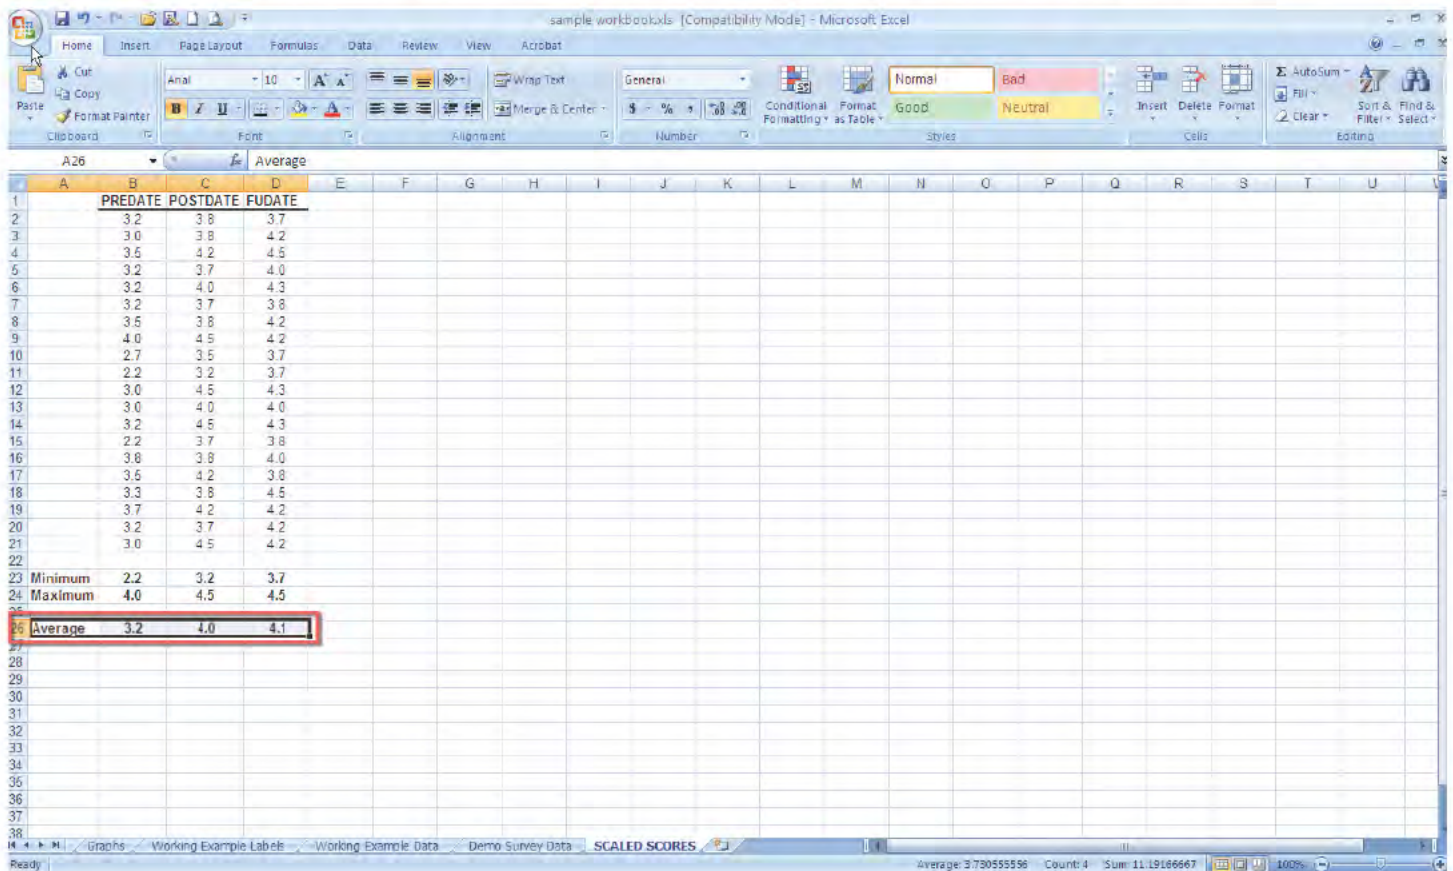 sample workbook.xls [Compatibility Mode] - Microsoft Excel
Home Insert Page Layout Formulas Data Review View Acrobat
Cut Arial 10 A A Wrap Text General Normal Bad AutoSum
Copy Fill
Paste Format Painter B I U A Merge & Center $ % , Conditional Formatting Format as Table Good Neutral Insert Delete Format Clear Sort & Filter Find & Select
Clipboard Font Alignment Number Styles Cells Editing
A26 fx Average
A B C D E F G H I J K L M N O P Q R S T U V
1 PREDATE POSTDATE FUDATE
2 3.2 3.8 3.7
3 3.0 3.8 4.2
4 3.5 4.2 4.5
5 3.2 3.7 4.0
6 3.2 4.0 4.3
7 3.2 3.7 3.8
8 3.5 3.8 4.2
9 4.0 4.5 4.2
10 2.7 3.5 3.7
11 2.2 3.2 3.7
12 3.0 4.5 4.3
13 3.0 4.0 4.0
14 3.2 4.5 4.3
15 2.2 3.7 3.8
16 3.8 3.8 4.0
17 3.5 4.2 3.8
18 3.3 3.8 4.5
19 3.7 4.2 4.2
20 3.2 3.7 4.2
21 3.0 4.5 4.2
22
23 Minimum 2.2 3.2 3.7
24 Maximum 4.0 4.5 4.5
25
26 Average 3.2 4.0 4.1
27
28
29
30
31
32
33
34
35
36
37
38
Graphs Working Example Labels Working Example Data Demo Survey Data SCALED SCORES
Ready Average: 3.730555556 Count: 4 Sum: 11.19166667 100%